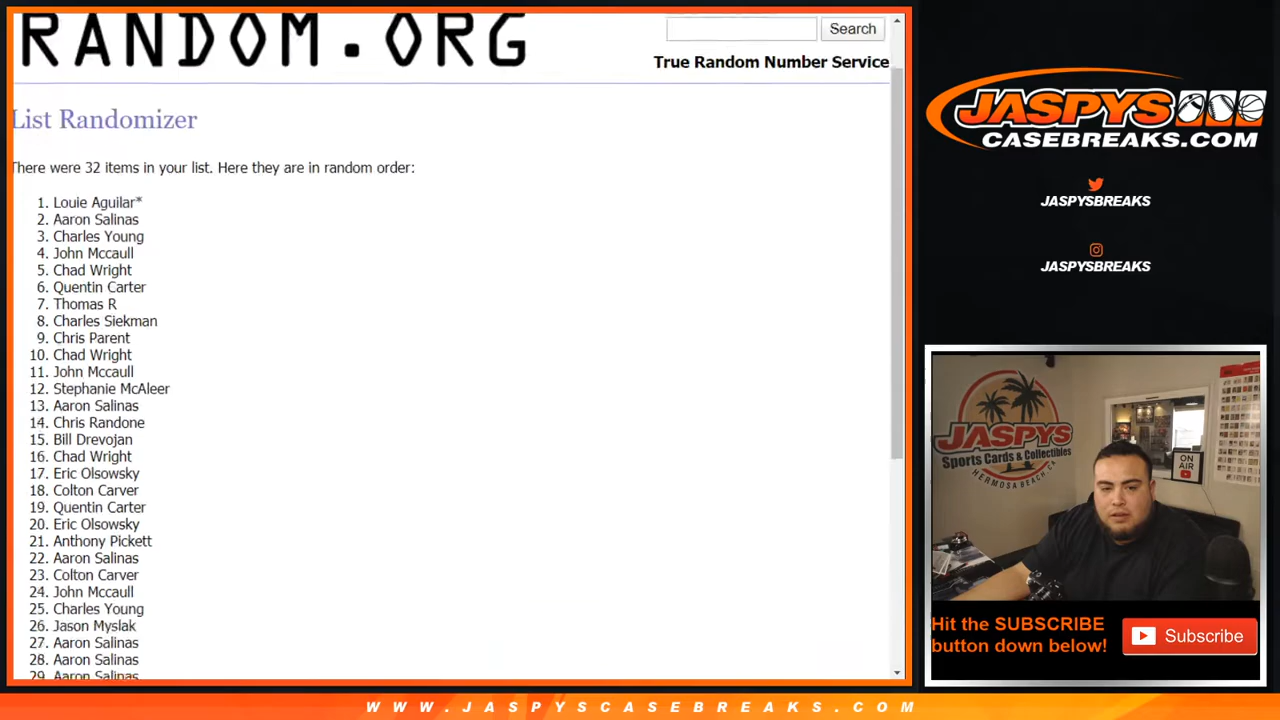 RANDOM.ORG
Search
True Random Number Service
List Randomizer
There were 32 items in your list. Here they are in random order:
1. Louie Aguilar*
2. Aaron Salinas
3. Charles Young
4. John Mccaull
5. Chad Wright
6. Quentin Carter
7. Thomas R
8. Charles Siekman
9. Chris Parent
10. Chad Wright
11. John Mccaull
12. Stephanie McAleer
13. Aaron Salinas
14. Chris Randone
15. Bill Drevojan
16. Chad Wright
17. Eric Olsowsky
18. Colton Carver
19. Quentin Carter
20. Eric Olsowsky
21. Anthony Pickett
22. Aaron Salinas
23. Colton Carver
24. John Mccaull
25. Charles Young
26. Jason Myslak
27. Aaron Salinas
28. Aaron Salinas
29. Aaron Salinas
JASPYS
CASEBREAKS.COM
JASPYSBREAKS
JASPYSBREAKS
JASPYS
Sports Cards & Collectibles
HERMOSA BEACH, CA
ON
AIR
Hit the SUBSCRIBE
button down below!
Subscribe
WWW.JASPYSCASEBREAKS.COM